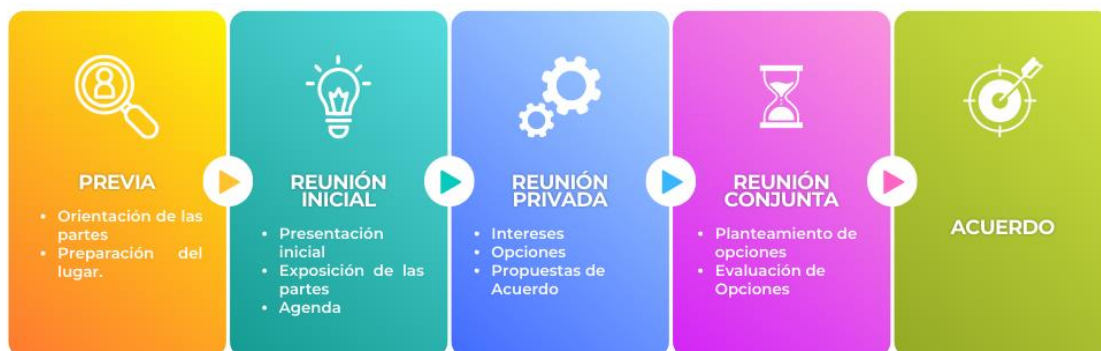 PREVIA
• Orientación de las
partes
• Preparación del
lugar.
REUNIÓN
INICIAL
• Presentación
inicial
• Exposición de las
partes
• Agenda
REUNIÓN
PRIVADA
• Intereses
• Opciones
• Propuestas de
Acuerdo
REUNIÓN
CONJUNTA
• Planteamiento de
opciones
• Evaluación de
Opciones
ACUERDO